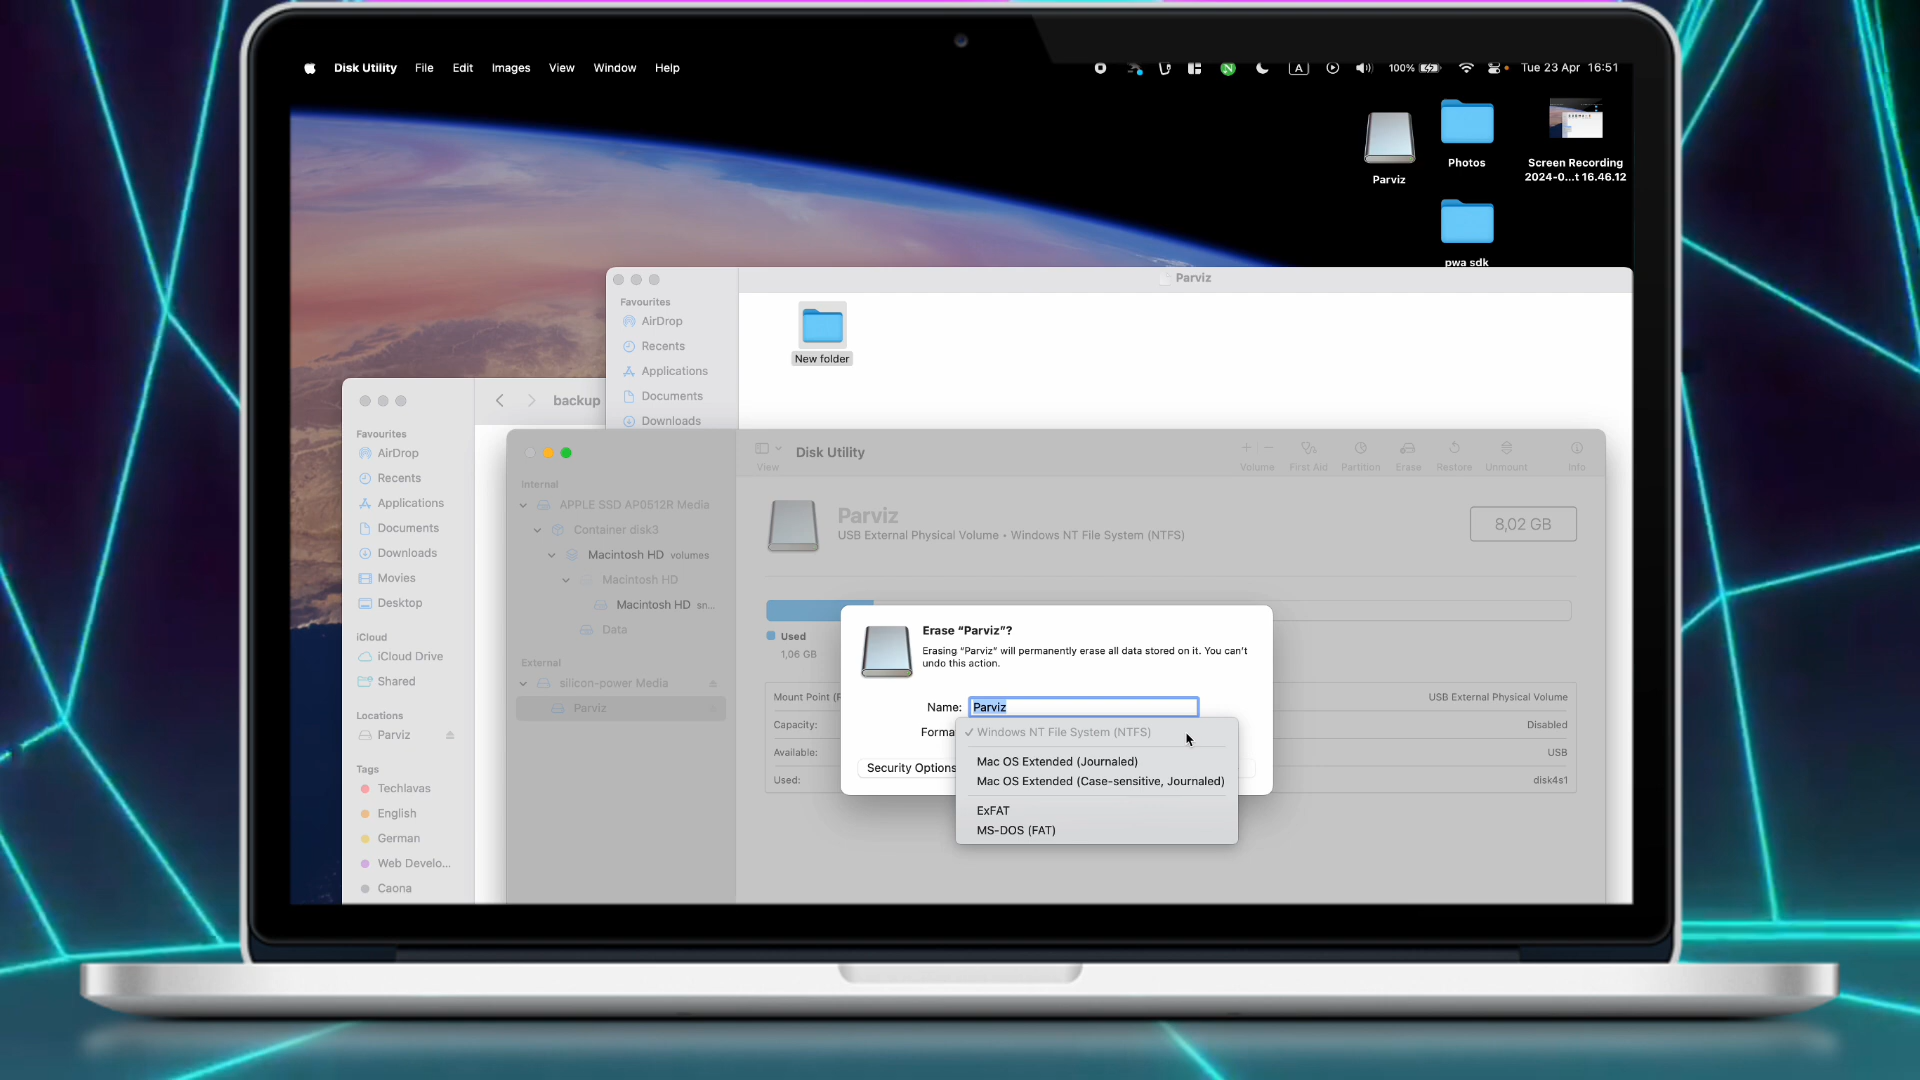 Disk Utility File Edit Images View Window Help
A 100% Tue 23 Apr 16:51
Parviz
Photos
Screen Recording
2024-0...t 16.46.12
pwa sdk
Parviz
Favourites
AirDrop
Recents
Applications
Documents
Downloads
New folder
backup
Favourites
AirDrop
Recents
Applications
Documents
Downloads
Movies
Desktop
iCloud
iCloud Drive
Shared
Locations
Parviz
Tags
Techlavas
English
German
Web Develo...
Caona
Disk Utility
View
Volume First Aid Partition Erase Restore Unmount Info
Internal
APPLE SSD AP0512R Media
Container disk3
Macintosh HD volumes
Macintosh HD
Macintosh HD sn...
Data
External
silicon-power Media
Parviz
Parviz
USB External Physical Volume • Windows NT File System (NTFS)
8,02 GB
Used
1,06 GB
Mount Point (F
USB External Physical Volume
Capacity:
Disabled
Available:
USB
Used:
disk4s1
Erase “Parviz”?
Erasing “Parviz” will permanently erase all data stored on it. You can't
undo this action.
Name: Parviz
Forma ✓ Windows NT File System (NTFS)
Mac OS Extended (Journaled)
Mac OS Extended (Case-sensitive, Journaled)
ExFAT
MS-DOS (FAT)
Security Options